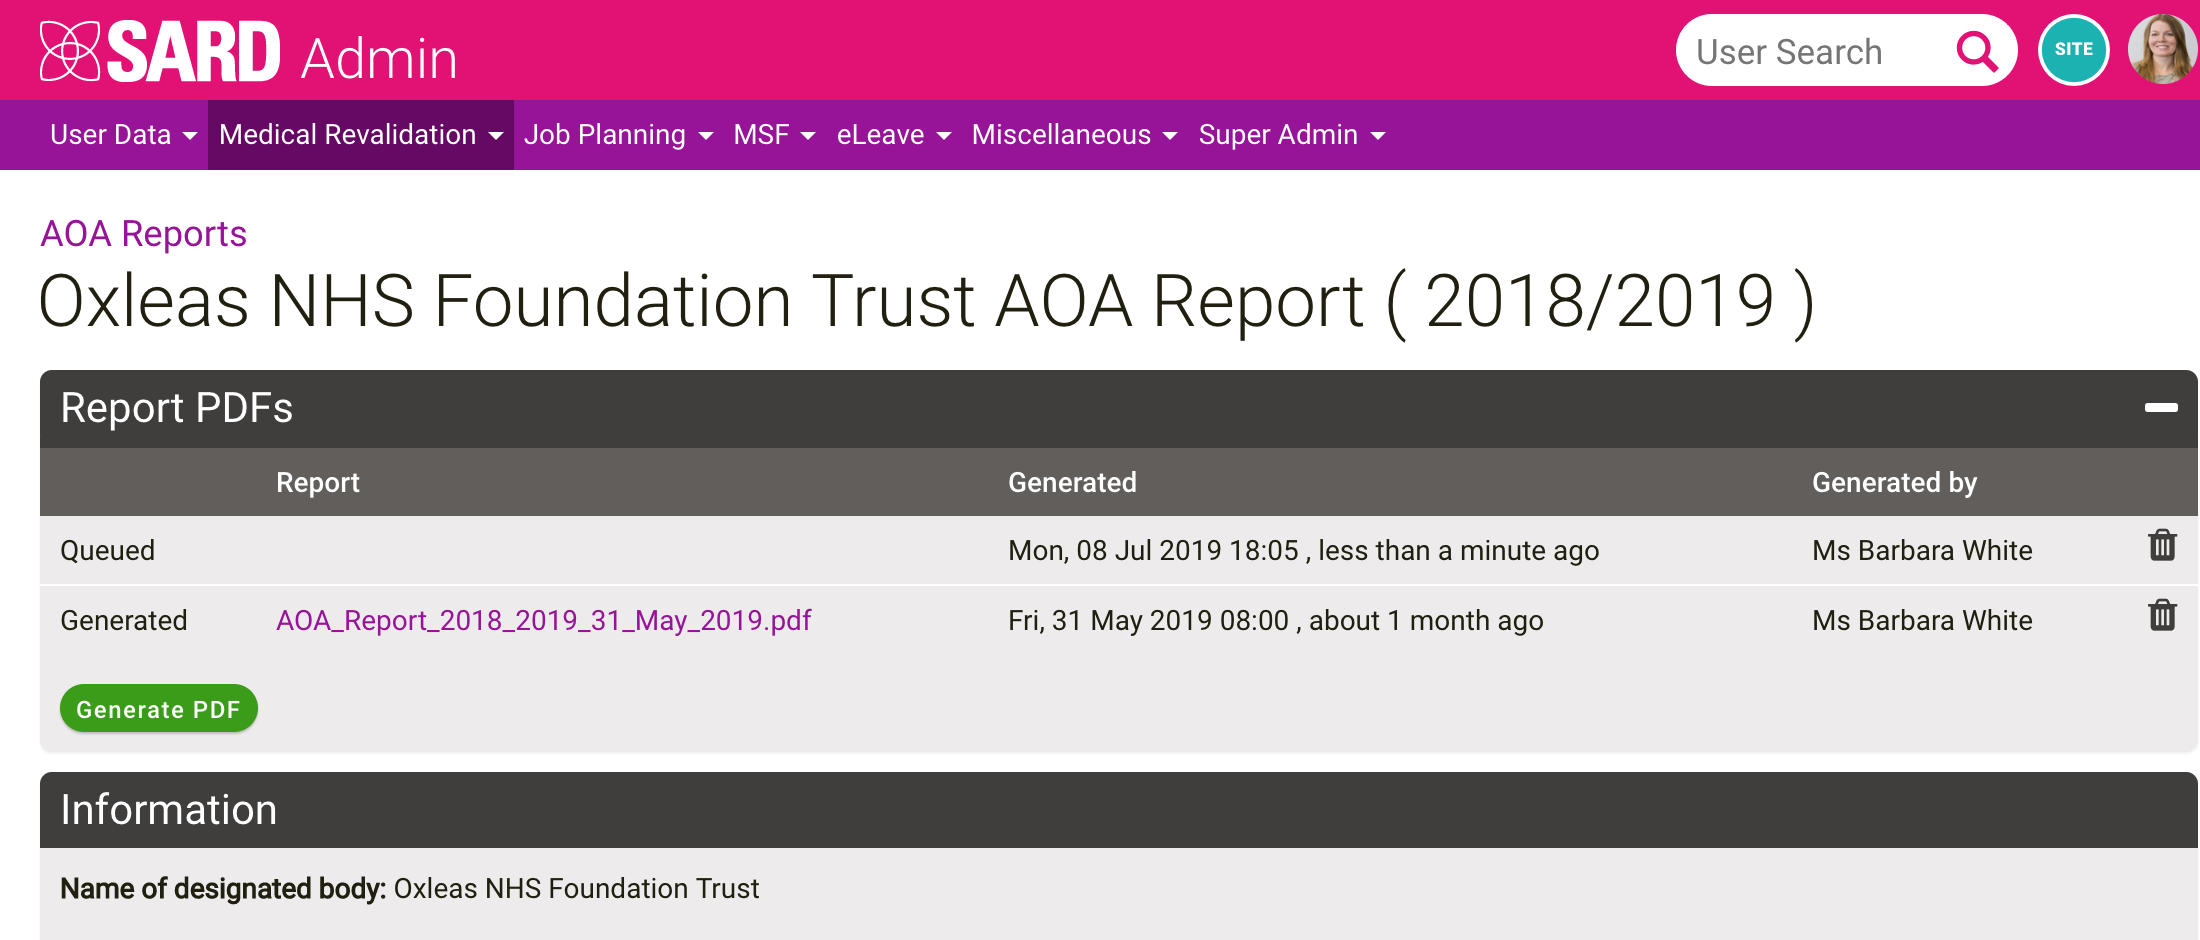 SARD Admin
User Search
SITE
User Data Medical Revalidation Job Planning MSF eLeave Miscellaneous Super Admin
AOA Reports
Oxleas NHS Foundation Trust AOA Report ( 2018/2019 )
Report PDFs
Report Generated Generated by
Queued Mon, 08 Jul 2019 18:05 , less than a minute ago Ms Barbara White
Generated AOA_Report_2018_2019_31_May_2019.pdf Fri, 31 May 2019 08:00 , about 1 month ago Ms Barbara White
Generate PDF
Information
Name of designated body: Oxleas NHS Foundation Trust